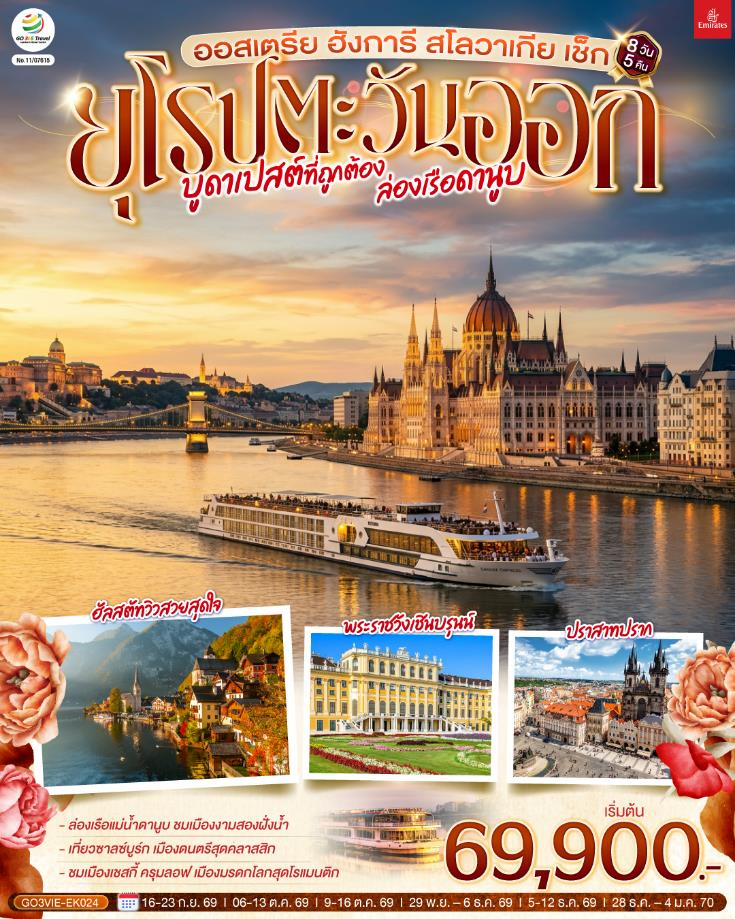 GO 3VIE Travel
No.11/07615
Emirates
ออสเตรีย ฮังการี สโลวาเกีย เช็ก
8 วัน
5 คืน
ยุโรปตะวันออก
บูดาเปสต์ที่ถูกต้อง ล่องเรือดานูบ
ฮัลสตัทวิวสวยสุดใจ
พระราชวังเชินบรุนน์
ปราสาทปราก
- ล่องเรือแม่น้ำดานูบ ชมเมืองงามสองฝั่งน้ำ
- เที่ยวซาลซ์บูร์ก เมืองดนตรีสุดคลาสสิก
- ชมเมืองเชสกี้ ครุมลอฟ เมืองมรดกโลกสุดโรแมนติก
เริ่มต้น
69,900.-
GO3VIE-EK024
16-23 ก.ย. 69 | 06-13 ต.ค. 69 | 9-16 ต.ค. 69 | 29 พ.ย. – 6 ธ.ค. 69 | 5-12 ธ.ค. 69 | 28 ธ.ค. – 4 ม.ค. 70